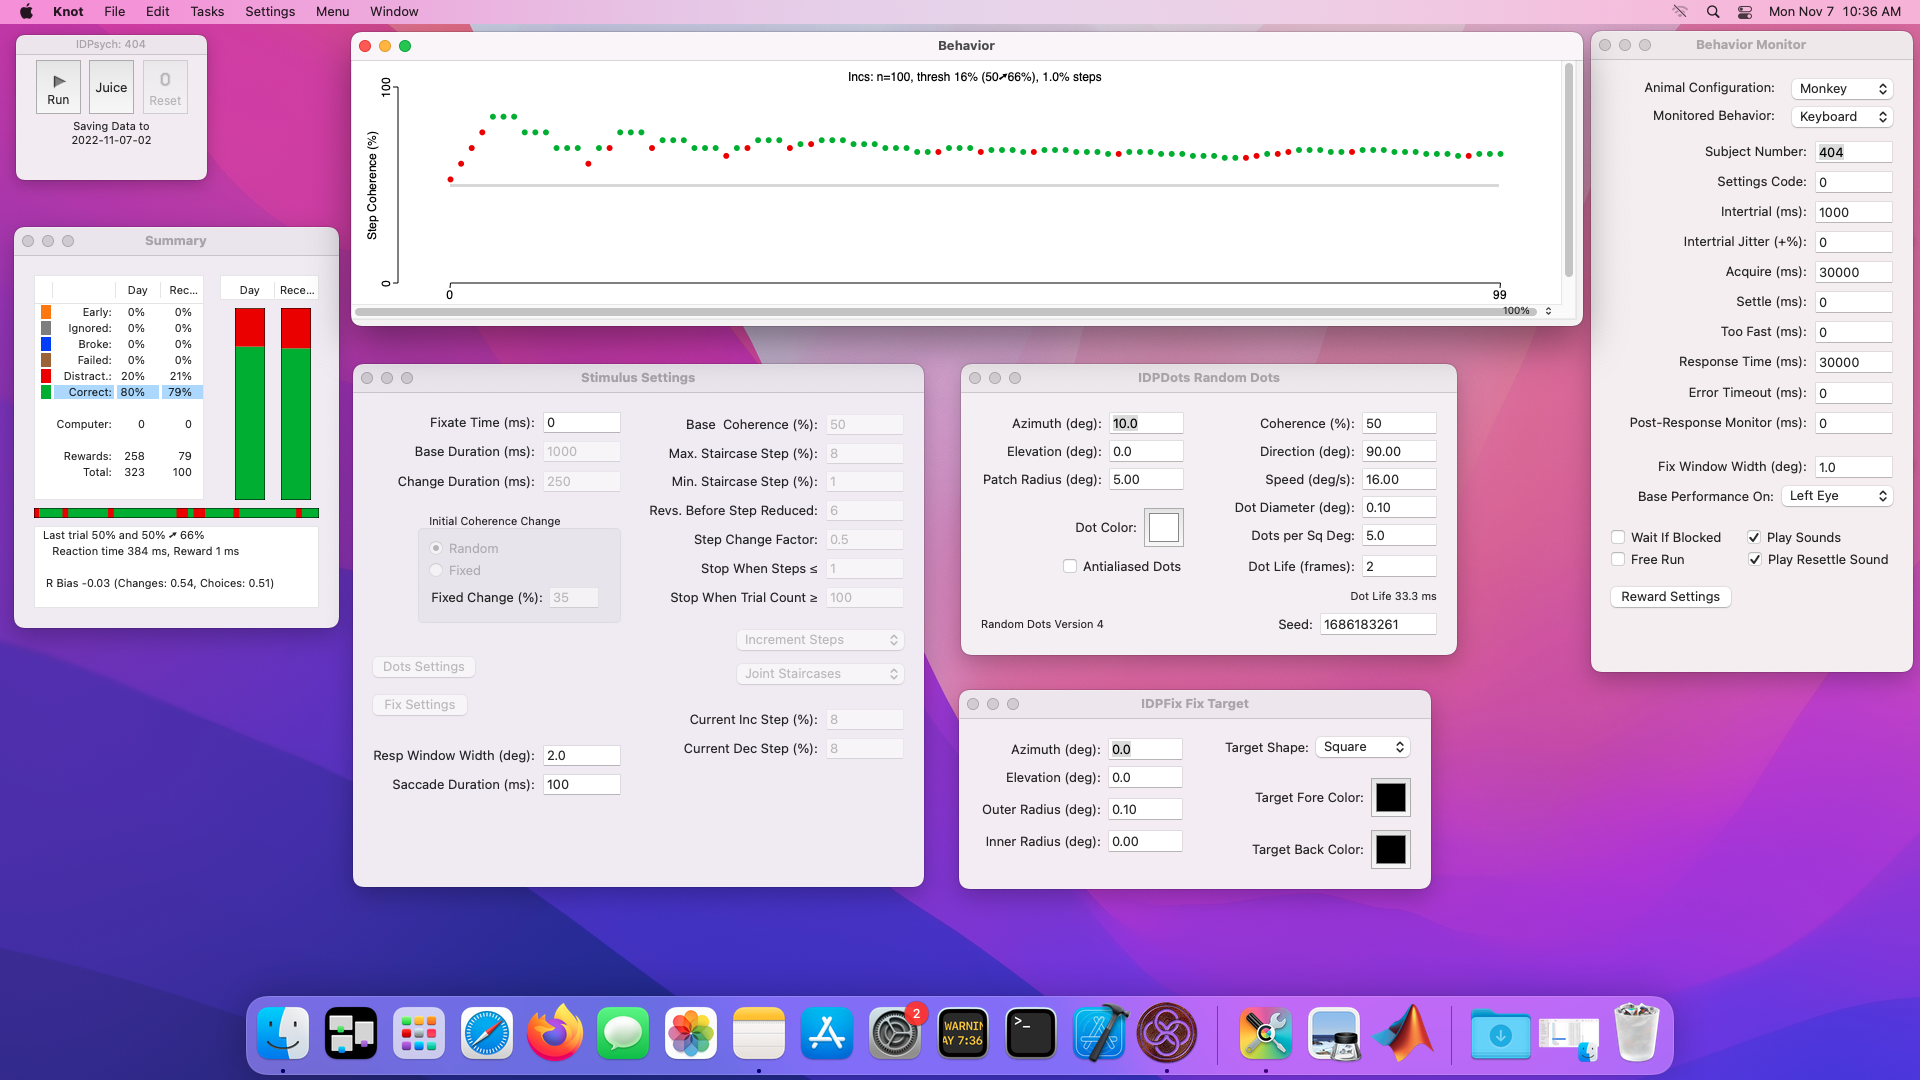 Knot File Edit Tasks Settings Menu Window Mon Nov 7 10:36 AM
IDPsych: 404
Run
Juice
0
Reset
Saving Data to
2022-11-07-02
Behavior
Incs: n=100, thresh 16% (50➚66%), 1.0% steps
Step Coherence (%)
100
0
0 99
100%
Summary
Day Rec... Day Rece...
Early: 0% 0%
Ignored: 0% 0%
Broke: 0% 0%
Failed: 0% 0%
Distract.: 20% 21%
Correct: 80% 79%
Computer: 0 0
Rewards: 258 79
Total: 323 100
Last trial 50% and 50% ➚ 66%
Reaction time 384 ms, Reward 1 ms
R Bias -0.03 (Changes: 0.54, Choices: 0.51)
Stimulus Settings
Fixate Time (ms): 0
Base Duration (ms): 1000
Change Duration (ms): 250
Initial Coherence Change
Random
Fixed
Fixed Change (%): 35
Dots Settings
Fix Settings
Resp Window Width (deg): 2.0
Saccade Duration (ms): 100
Base Coherence (%): 50
Max. Staircase Step (%): 8
Min. Staircase Step (%): 1
Revs. Before Step Reduced: 6
Step Change Factor: 0.5
Stop When Steps ≤ 1
Stop When Trial Count ≥ 100
Increment Steps
Joint Staircases
Current Inc Step (%): 8
Current Dec Step (%): 8
IDPDots Random Dots
Azimuth (deg): 10.0
Elevation (deg): 0.0
Patch Radius (deg): 5.00
Dot Color:
Antialiased Dots
Random Dots Version 4
Coherence (%): 50
Direction (deg): 90.00
Speed (deg/s): 16.00
Dot Diameter (deg): 0.10
Dots per Sq Deg: 5.0
Dot Life (frames): 2
Dot Life 33.3 ms
Seed: 1686183261
IDPFix Fix Target
Azimuth (deg): 0.0
Elevation (deg): 0.0
Outer Radius (deg): 0.10
Inner Radius (deg): 0.00
Target Shape: Square
Target Fore Color:
Target Back Color:
Behavior Monitor
Animal Configuration: Monkey
Monitored Behavior: Keyboard
Subject Number: 404
Settings Code: 0
Intertrial (ms): 1000
Intertrial Jitter (+%): 0
Acquire (ms): 30000
Settle (ms): 0
Too Fast (ms): 0
Response Time (ms): 30000
Error Timeout (ms): 0
Post-Response Monitor (ms): 0
Fix Window Width (deg): 1.0
Base Performance On: Left Eye
Wait If Blocked Play Sounds
Free Run Play Resettle Sound
Reward Settings
2
WARNIN
AY 7:36
>_